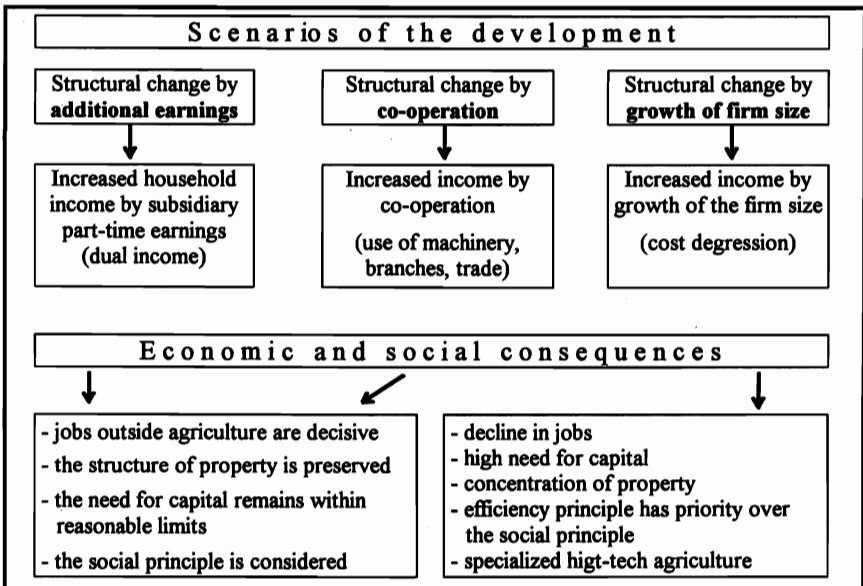 Scenarios of the development
Structural change by
additional earnings
Structural change by
co-operation
Structural change by
growth of firm size
Increased household
income by subsidiary
part-time earnings
(dual income)
Increased income by
co-operation
(use of machinery,
branches, trade)
Increased income by
growth of the firm size
(cost degression)
Economic and social consequences
- jobs outside agriculture are decisive
- the structure of property is preserved
- the need for capital remains within
reasonable limits
- the social principle is considered
- decline in jobs
- high need for capital
- concentration of property
- efficiency principle has priority over
the social principle
- specialized higt-tech agriculture